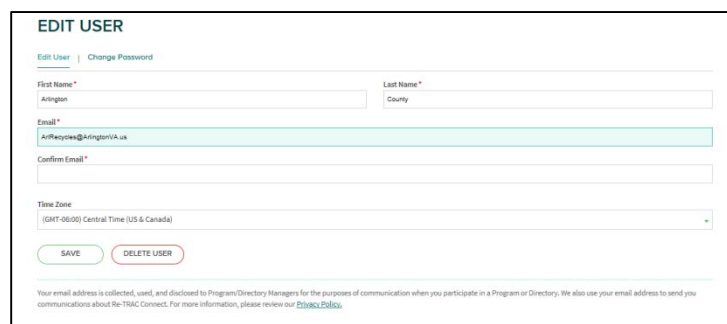 EDIT USER
Edit User | Change Password
First Name* Last Name*
Arlington County
Email*
ArlRecycles@ArlingtonVA.us
Confirm Email*
Time Zone
(GMT-06:00) Central Time (US & Canada)
SAVE DELETE USER
Your email address is collected, used, and disclosed to Program/Directory Managers for the purposes of communication when you participate in a Program or Directory. We also use your email address to send you
communications about Re-TRAC Connect. For more information, please review our Privacy Policy.